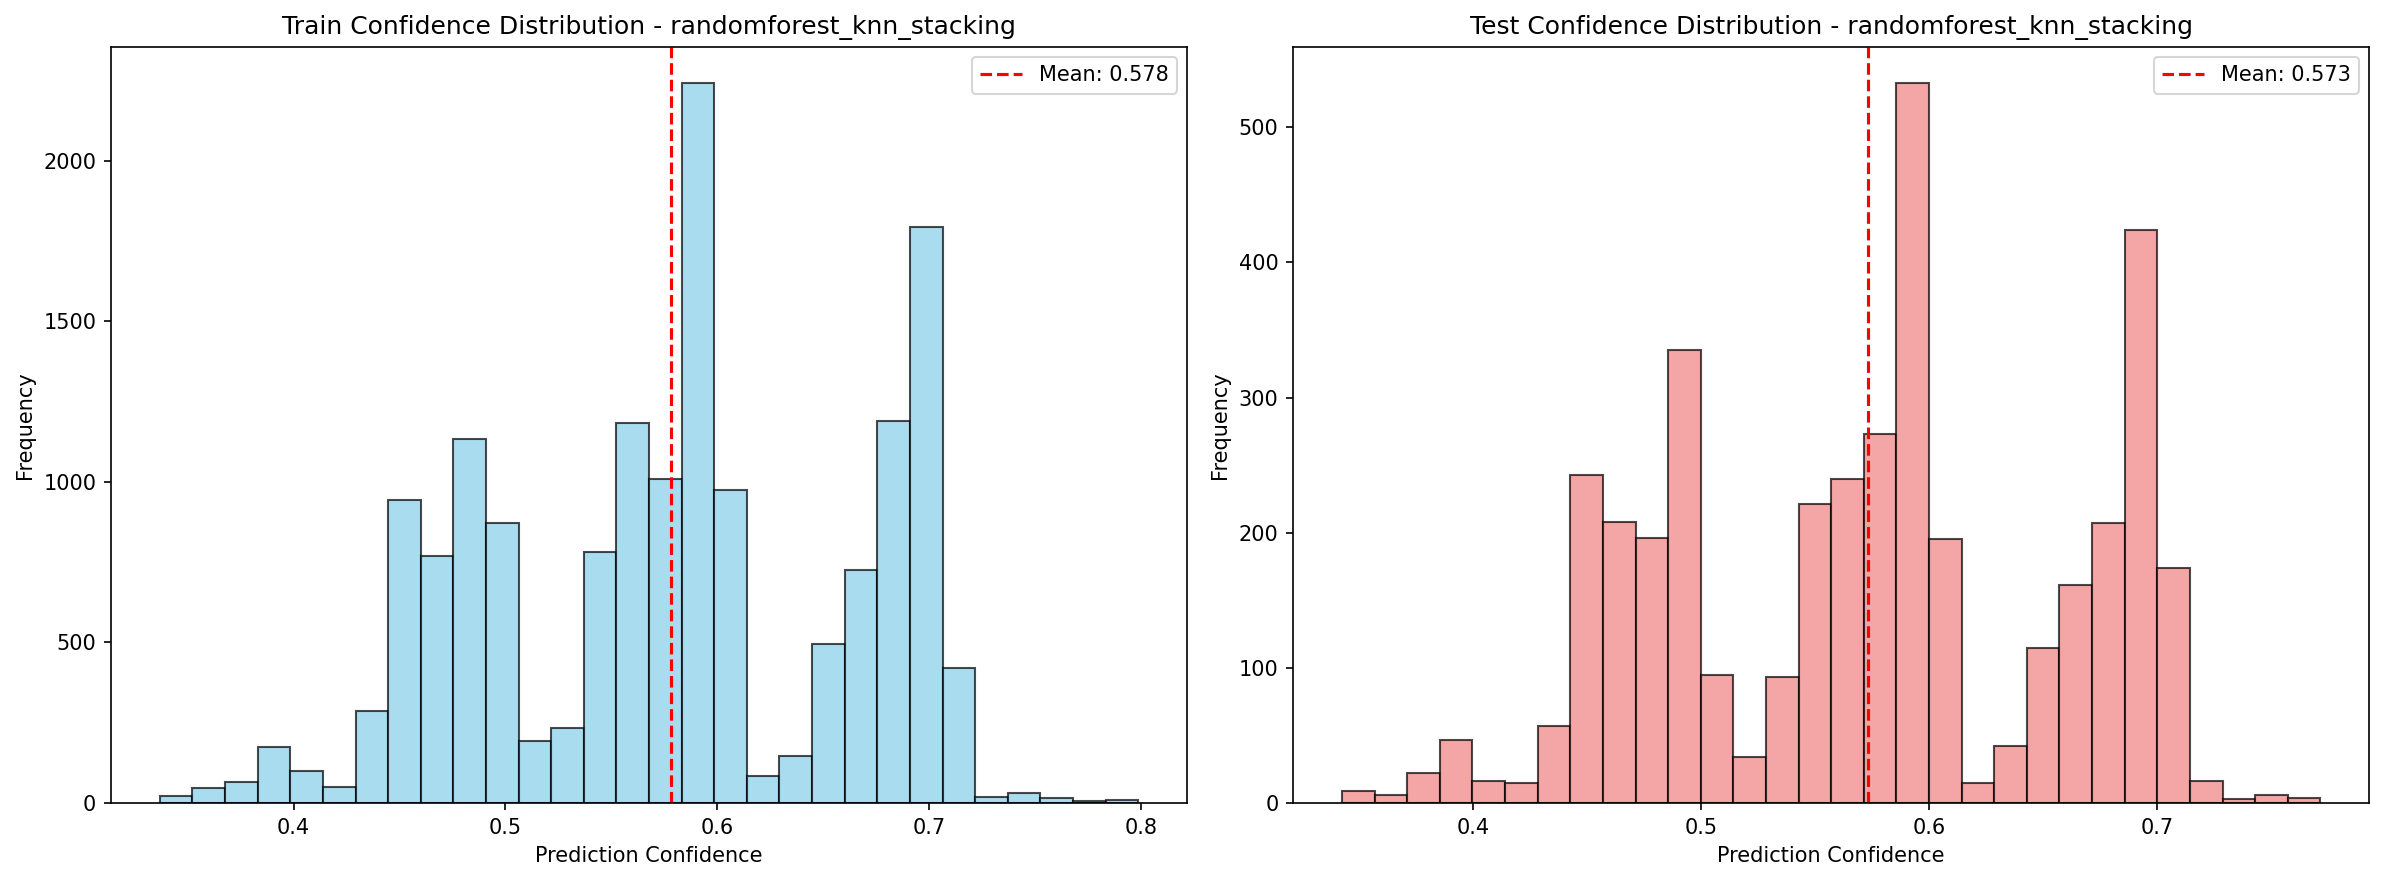 Train Confidence Distribution - randomforest_knn_stacking
Mean: 0.578
Frequency
2000
1500
1000
500
0
0.4 0.5 0.6 0.7 0.8
Prediction Confidence
Test Confidence Distribution - randomforest_knn_stacking
Mean: 0.573
Frequency
500
400
300
200
100
0
0.4 0.5 0.6 0.7
Prediction Confidence